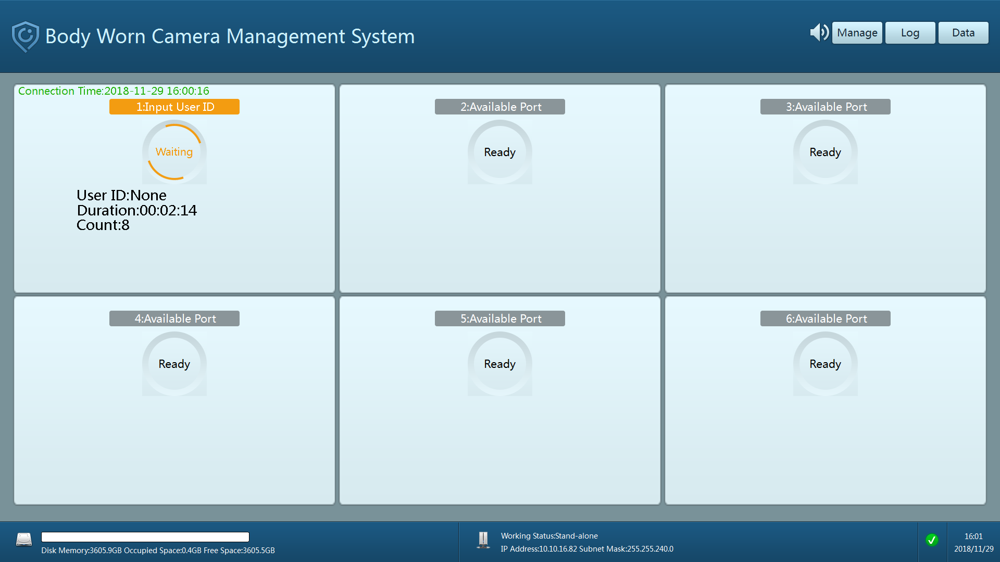 Body Worn Camera Management System
Manage
Log
Data
Connection Time:2018-11-29 16:00:16
1:Input User ID
Waiting
User ID:None
Duration:00:02:14
Count:8
2:Available Port
Ready
3:Available Port
Ready
4:Available Port
Ready
5:Available Port
Ready
6:Available Port
Ready
Disk Memory:3605.9GB Occupied Space:0.4GB Free Space:3605.5GB
Working Status:Stand-alone
IP Address:10.10.16.82 Subnet Mask:255.255.240.0
16:01
2018/11/29